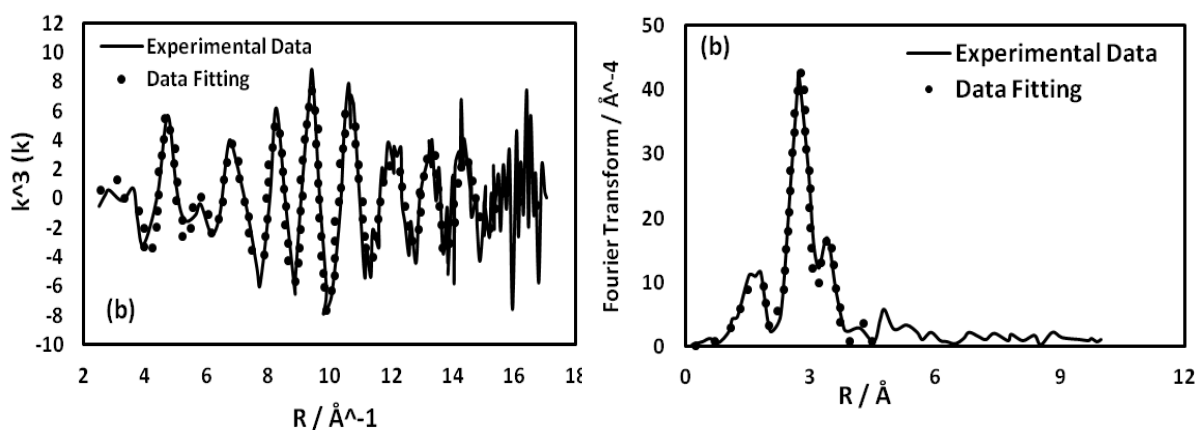 12
10
8
6
4
2
0
-2
-4
-6
-8
-10
k^3 (k)
Experimental Data
Data Fitting
(b)
2 4 6 8 10 12 14 16 18
R / Å^-1
50
40
30
20
10
0
Fourier Transform / Å^-4
(b)
Experimental Data
Data Fitting
0 3 6 9 12
R / Å